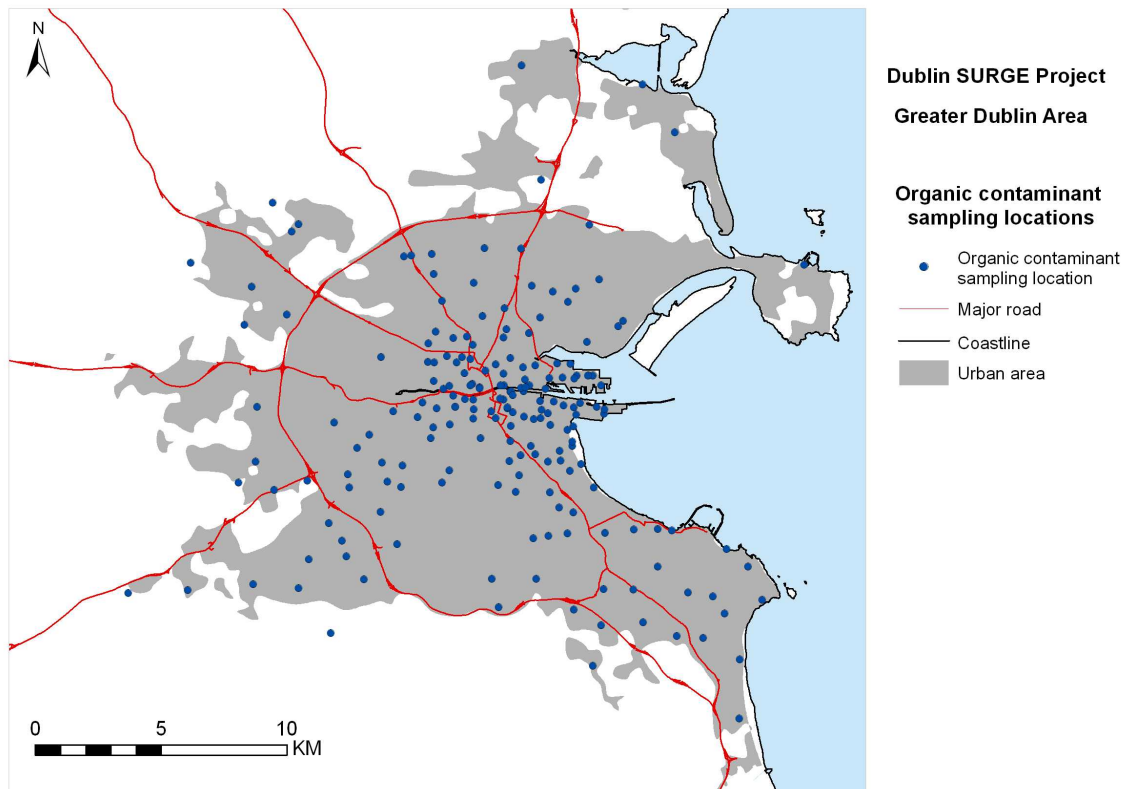 N
Dublin SURGE Project
Greater Dublin Area
Organic contaminant
sampling locations
Organic contaminant
sampling location
Major road
Coastline
Urban area
0 5 10
KM